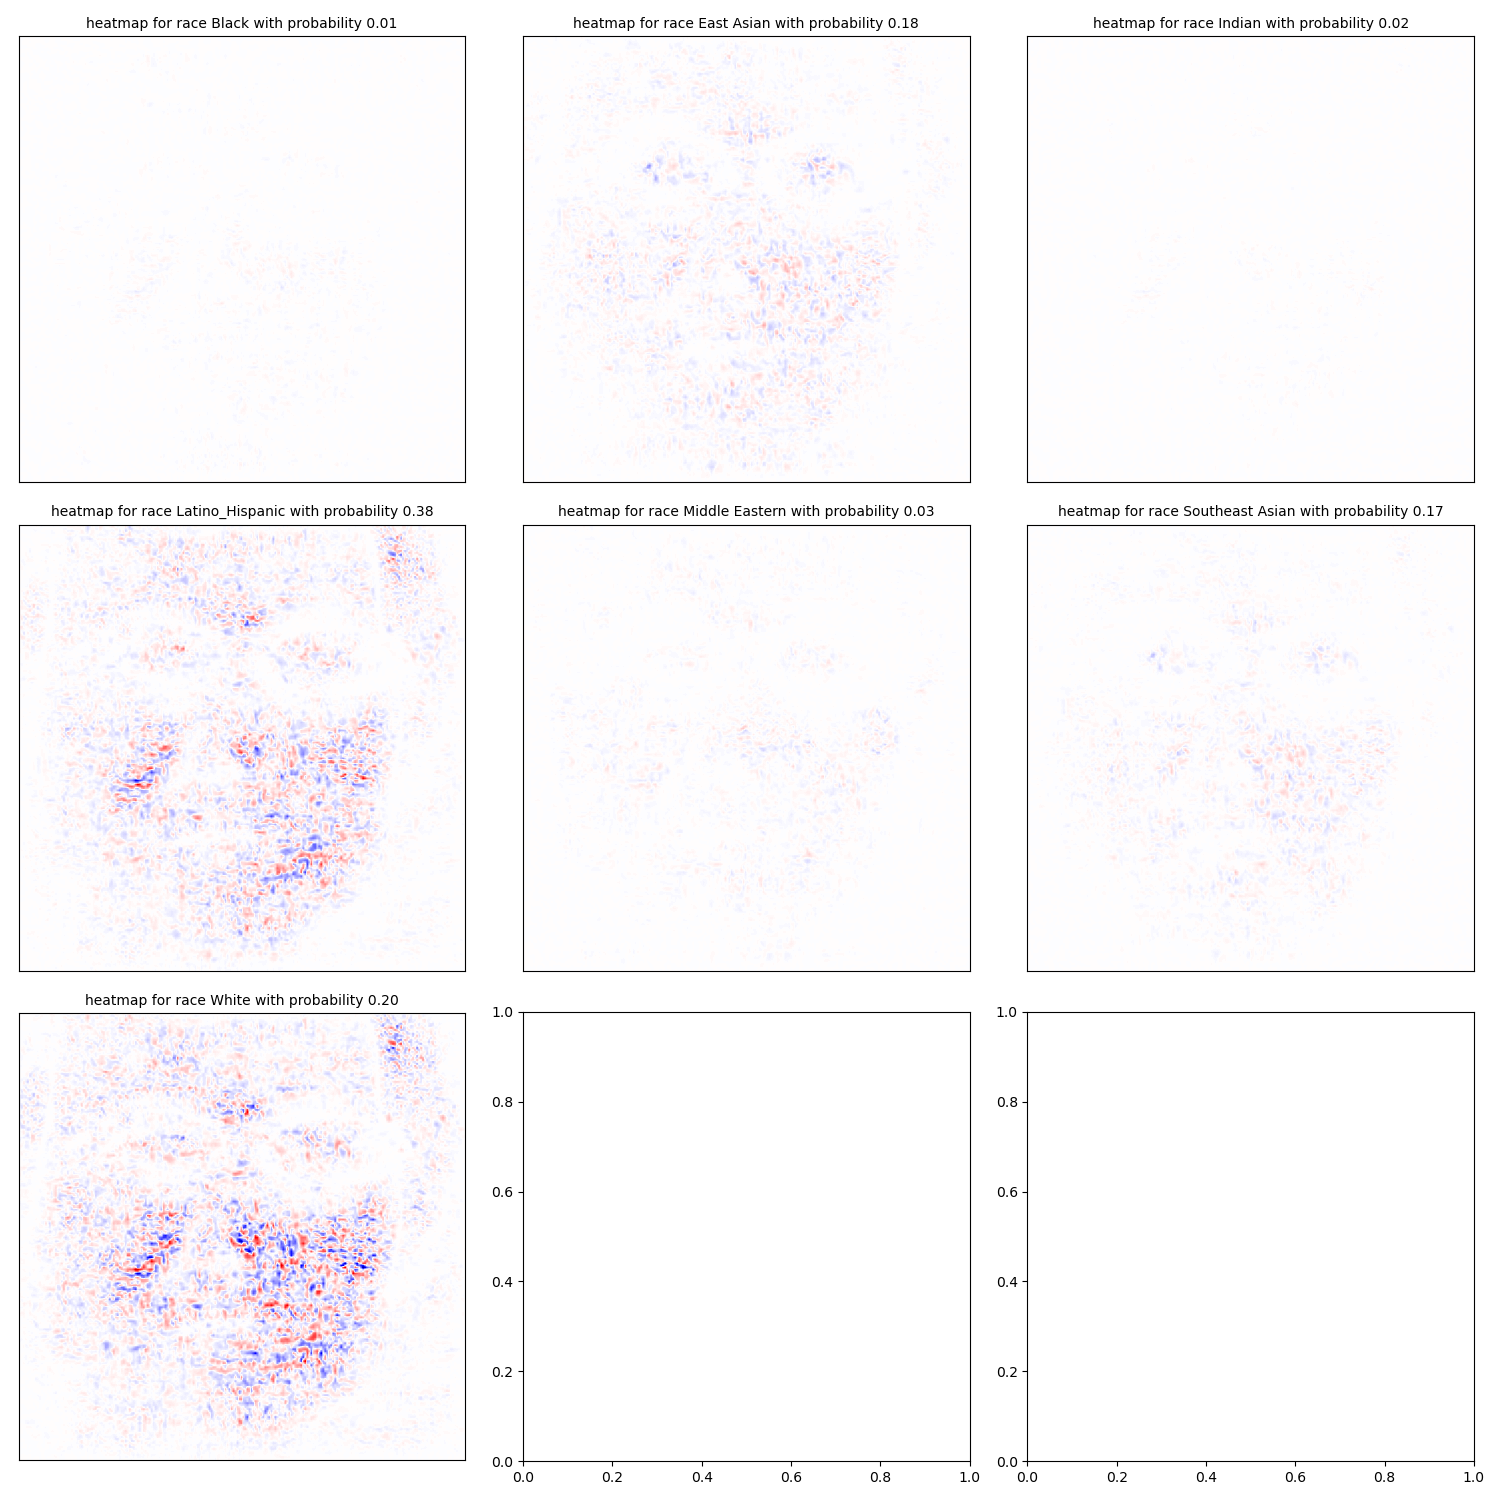 heatmap for race Black with probability 0.01
heatmap for race East Asian with probability 0.18
heatmap for race Indian with probability 0.02
heatmap for race Latino_Hispanic with probability 0.38
heatmap for race Middle Eastern with probability 0.03
heatmap for race Southeast Asian with probability 0.17
heatmap for race White with probability 0.20
1.0
0.8
0.6
0.4
0.2
0.0
0.0 0.2 0.4 0.6 0.8 1.0
1.0
0.8
0.6
0.4
0.2
0.0
0.0 0.2 0.4 0.6 0.8 1.0